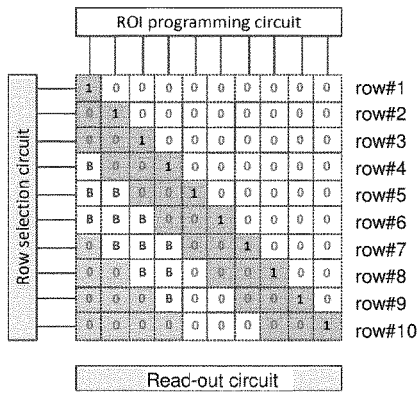 ROI programming circuit
Row selection circuit
1 0 0 0 0 0 0 0 0 0 row#1
0 1 0 0 0 0 0 0 0 0 row#2
0 0 1 0 0 0 0 0 0 0 row#3
B 0 0 1 0 0 0 0 0 0 row#4
B B 0 0 1 0 0 0 0 0 row#5
B B B 0 0 1 0 0 0 0 row#6
0 B B B 0 0 1 0 0 0 row#7
0 0 B B 0 0 0 1 0 0 row#8
0 0 0 B 0 0 0 0 1 0 row#9
0 0 0 0 0 0 0 0 0 1 row#10
Read-out circuit